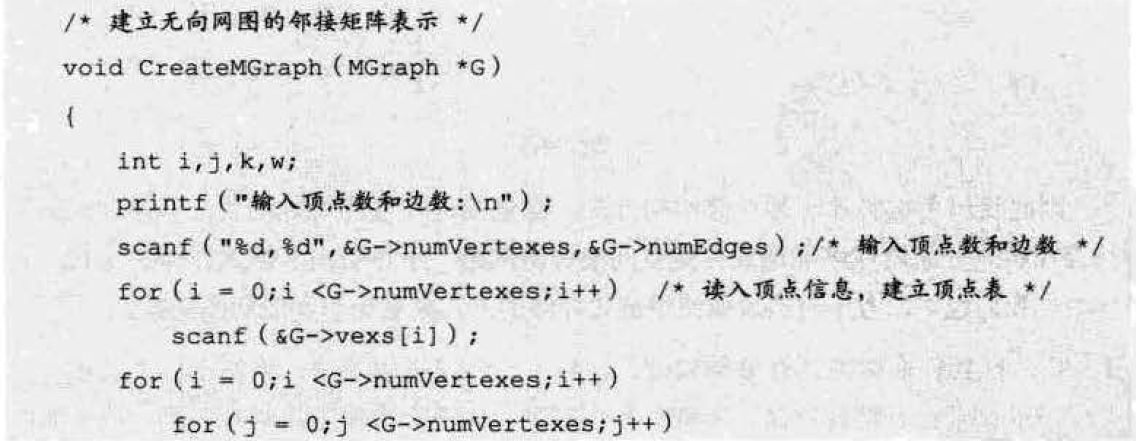 /* 建立无向网图的邻接矩阵表示 */
void CreateMGraph(MGraph *G)
{
    int i,j,k,w;
    printf("输入顶点数和边数:\n");
    scanf("%d,%d",&G->numVertexes,&G->numEdges);/* 输入顶点数和边数 */
    for(i = 0;i <G->numVertexes;i++)  /* 读入顶点信息，建立顶点表 */
        scanf(&G->vexs[i]);
    for(i = 0;i <G->numVertexes;i++)
        for(j = 0;j <G->numVertexes;j++)